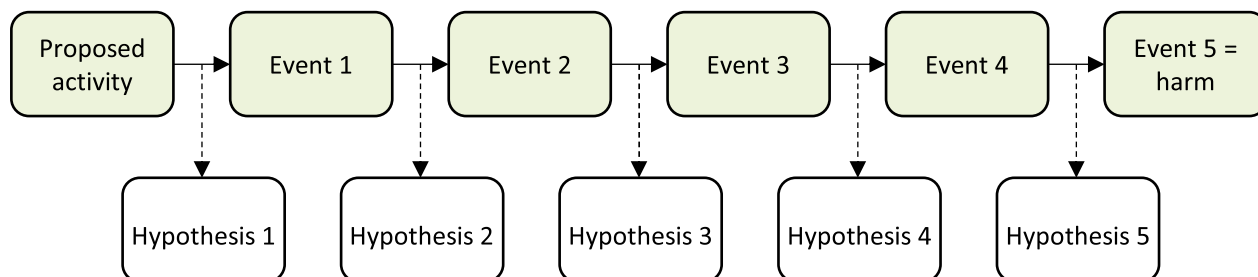 Proposed
activity
Event 1
Event 2
Event 3
Event 4
Event 5 =
harm
Hypothesis 1
Hypothesis 2
Hypothesis 3
Hypothesis 4
Hypothesis 5